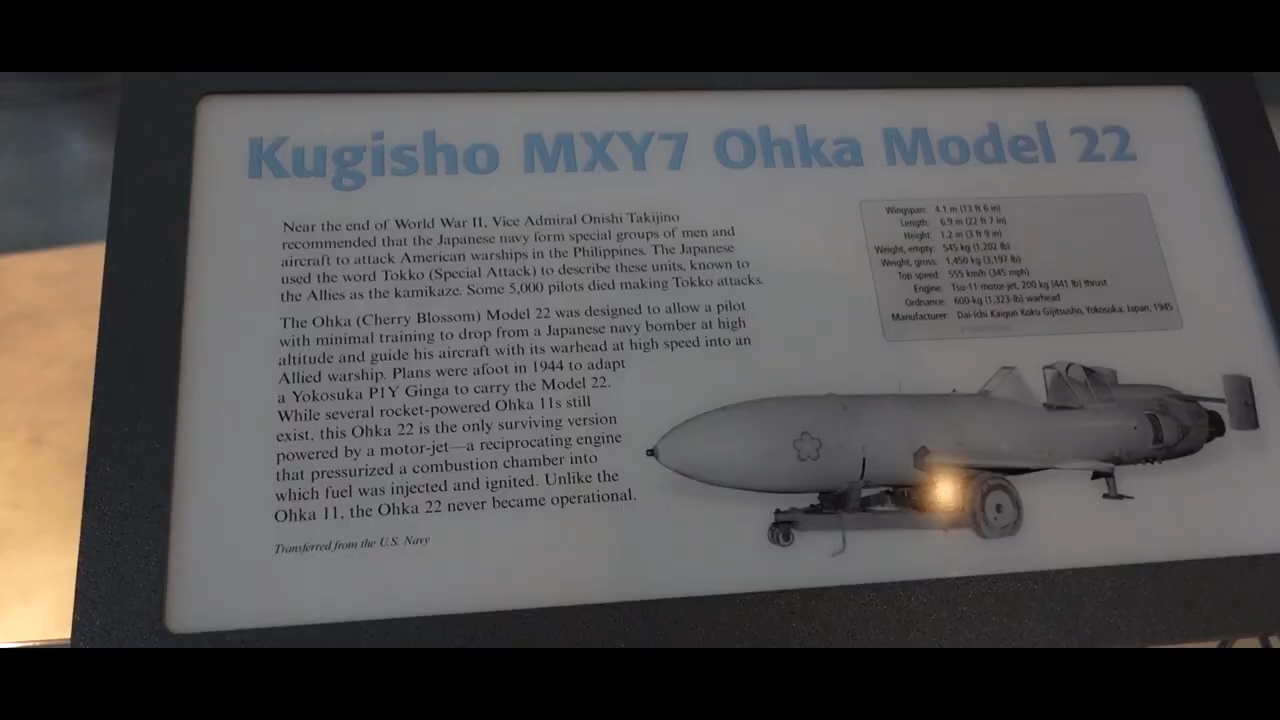 Kugisho MXY7 Ohka Model 22
Near the end of World War II, Vice Admiral Onishi Takijino
recommended that the Japanese navy form special groups of men and
aircraft to attack American warships in the Philippines. The Japanese
used the word Tokko (Special Attack) to describe these units, known to
the Allies as the kamikaze. Some 5,000 pilots died making Tokko attacks.
The Ohka (Cherry Blossom) Model 22 was designed to allow a pilot
with minimal training to drop from a Japanese navy bomber at high
altitude and guide his aircraft with its warhead at high speed into an
Allied warship. Plans were afoot in 1944 to adapt
a Yokosuka P1Y Ginga to carry the Model 22.
While several rocket-powered Ohka 11s still
exist, this Ohka 22 is the only surviving version
powered by a motor-jet—a reciprocating engine
that pressurized a combustion chamber into
which fuel was injected and ignited. Unlike the
Ohka 11, the Ohka 22 never became operational.
Transferred from the U.S. Navy
Wingspan: 4.1 m (13 ft 6 in)
Length: 6.9 m (22 ft 7 in)
Height: 1.2 m (3 ft 9 in)
Weight, empty: 545 kg (1,202 lb)
Weight, gross: 1,450 kg (3,197 lb)
Top speed: 555 km/h (345 mph)
Engine: Tsu-11 motor-jet, 200 kg (441 lb) thrust
Ordnance: 600-kg (1,323-lb) warhead
Manufacturer: Dai-Ichi Kaigun Koku Gijitsusho, Yokosuka, Japan, 1945